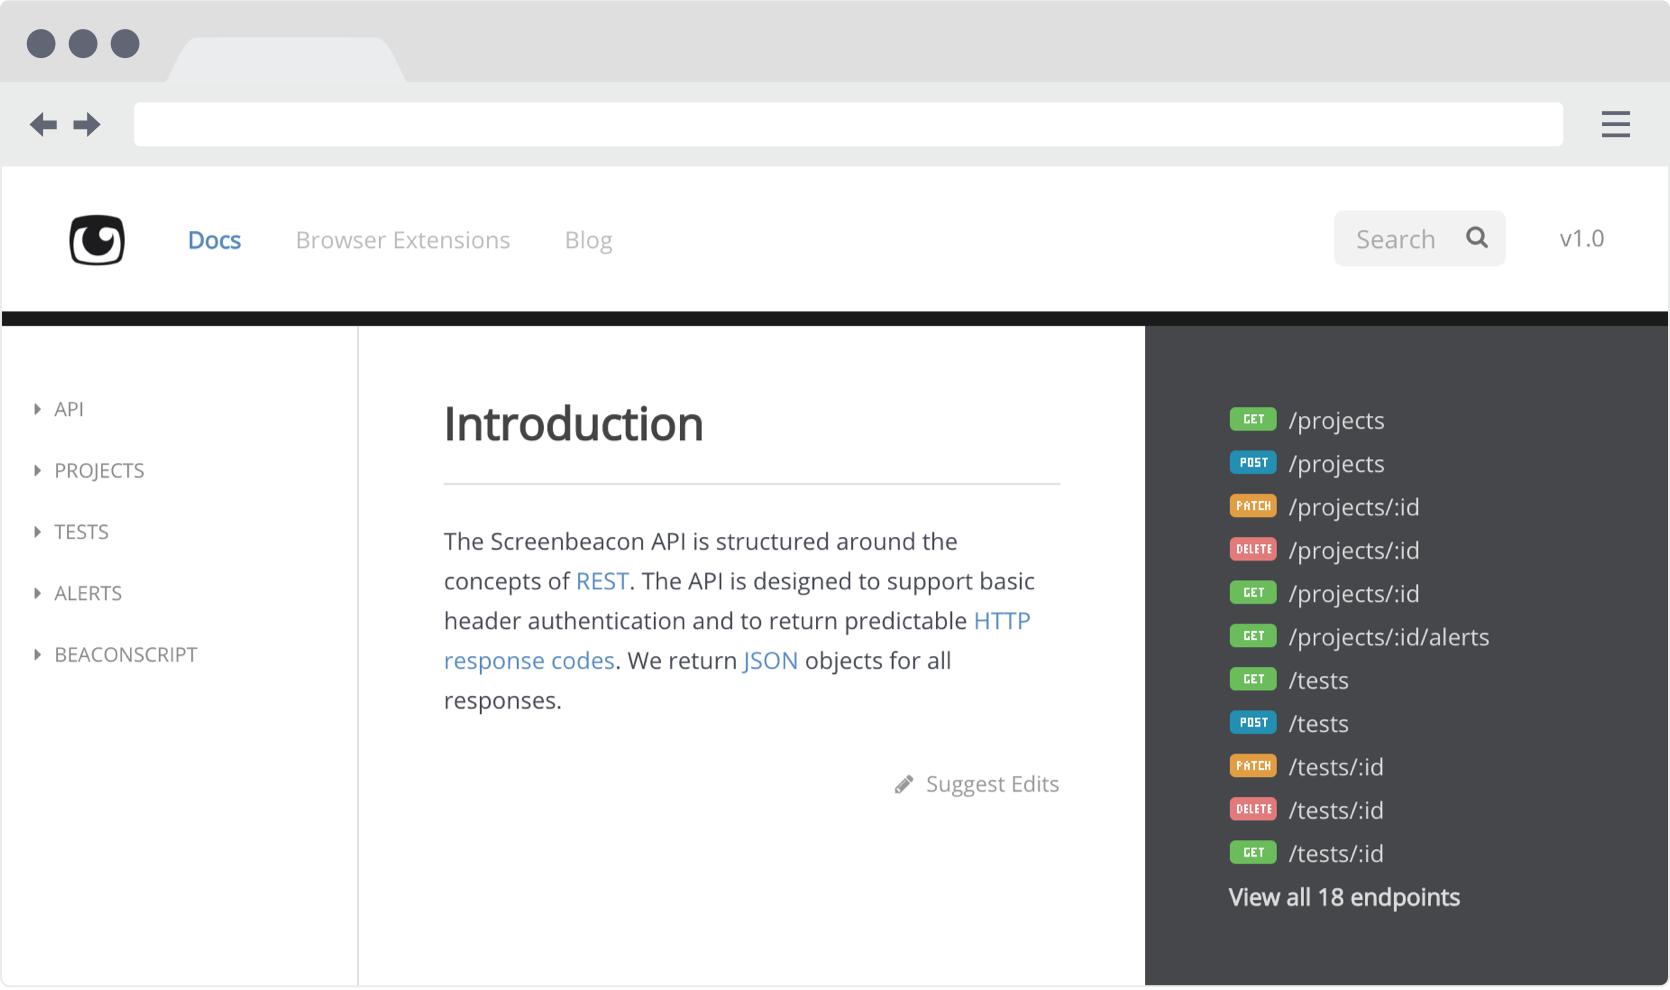 Docs Browser Extensions Blog Search v1.0
API
PROJECTS
TESTS
ALERTS
BEACONSCRIPT
Introduction
The Screenbeacon API is structured around the
concepts of REST. The API is designed to support basic
header authentication and to return predictable HTTP
response codes. We return JSON objects for all
responses.
Suggest Edits
GET /projects
POST /projects
PATCH /projects/:id
DELETE /projects/:id
GET /projects/:id
GET /projects/:id/alerts
GET /tests
POST /tests
PATCH /tests/:id
DELETE /tests/:id
GET /tests/:id
View all 18 endpoints